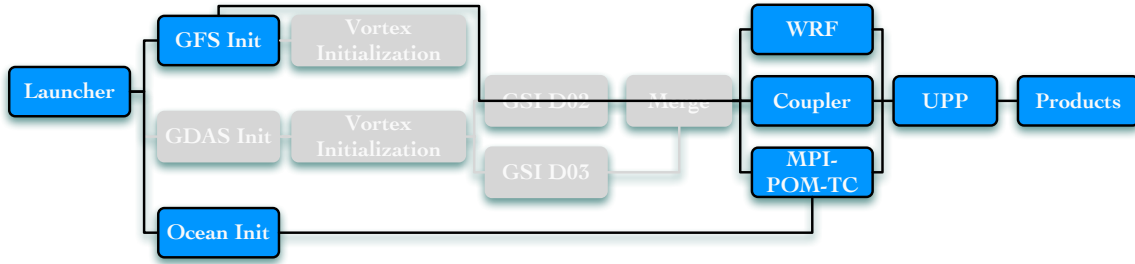 Launcher
GFS Init
Vortex
Initialization
GDAS Init
Vortex
Initialization
Ocean Init
GSI D02
GSI D03
Merge
WRF
Coupler
MPI-
POM-TC
UPP
Products